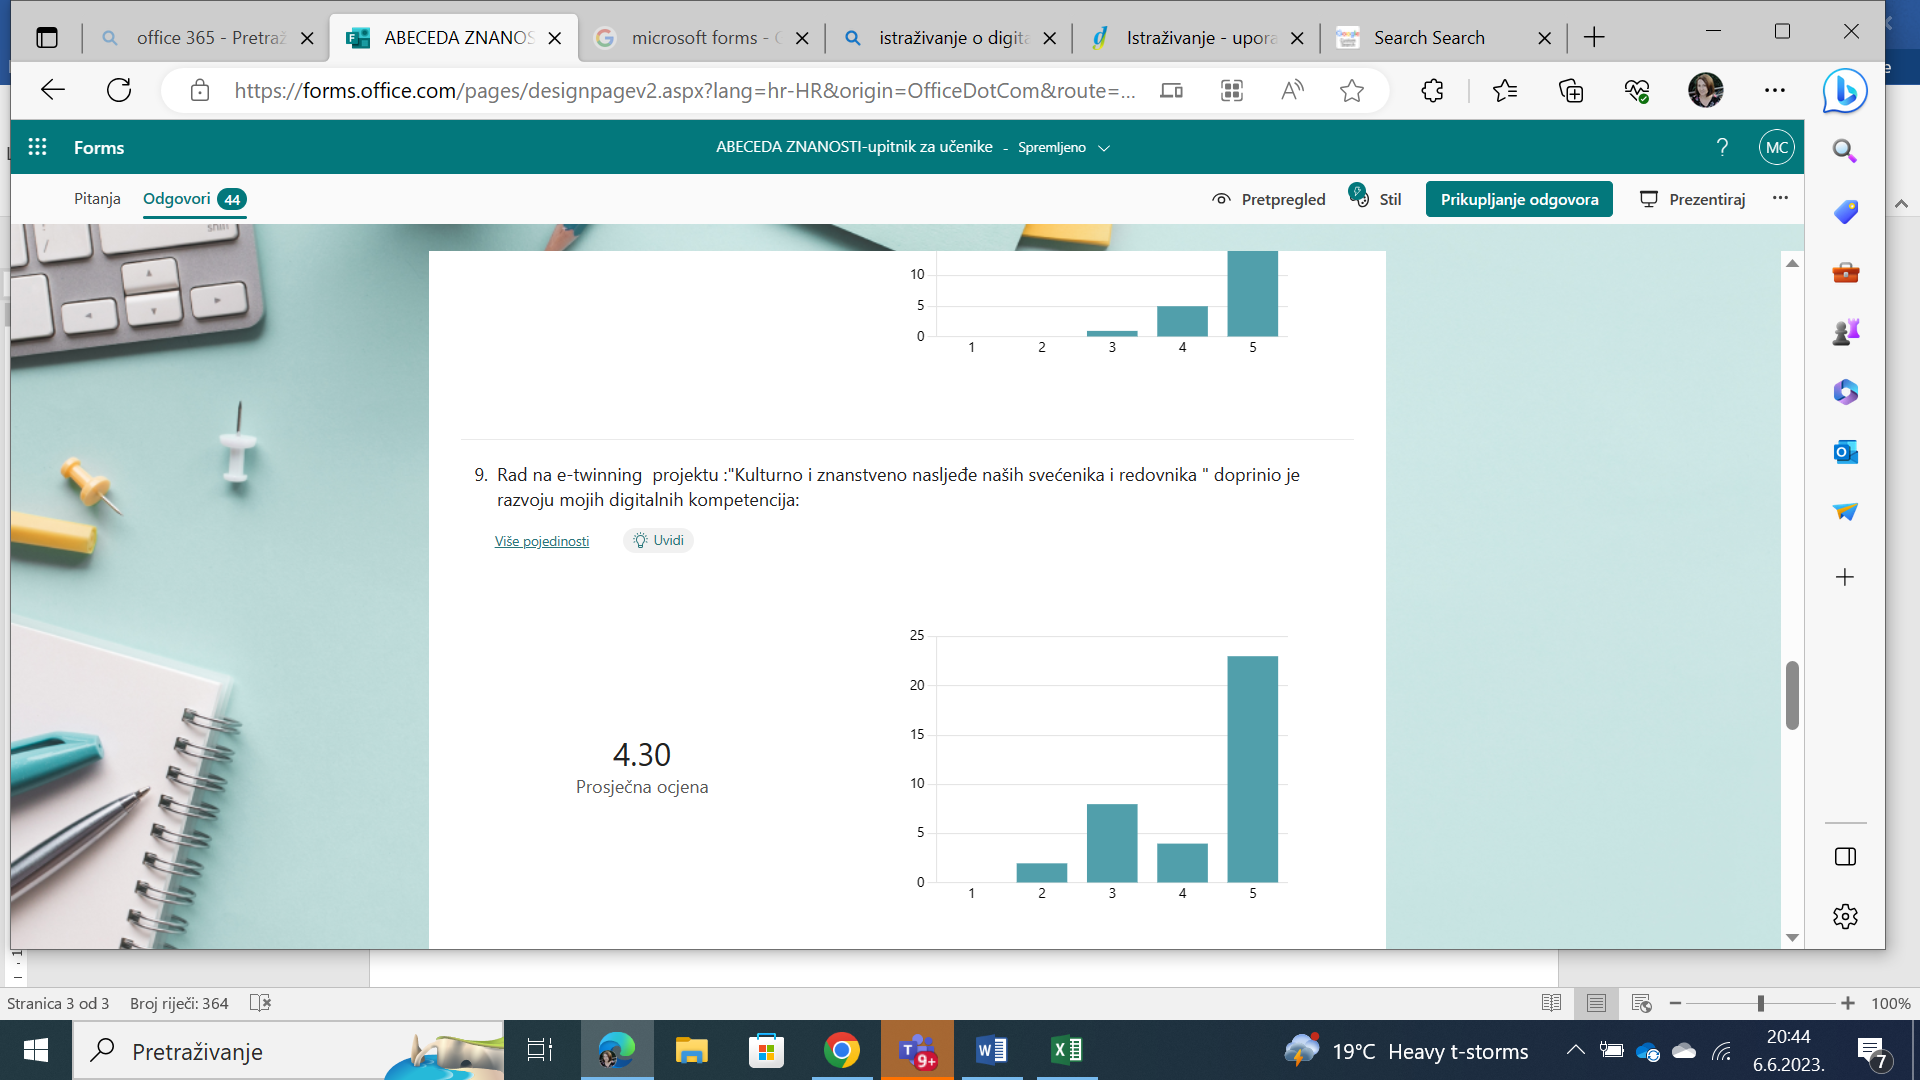 office 365 - Pretraž
ABECEDA ZNANOS
microsoft forms - G
istraživanje o digita
Istraživanje - upora
Search Search
https://forms.office.com/pages/designpagev2.aspx?lang=hr-HR&origin=OfficeDotCom&route=...
Forms
ABECEDA ZNANOSTI-upitnik za učenike - Spremljeno
?
MC
Pitanja
Odgovori 44
Pretpregled
Stil
Prikupljanje odgovora
Prezentiraj
shift
10
5
0
1 2 3 4 5
9. Rad na e-twinning projektu :"Kulturno i znanstveno nasljeđe naših svećenika i redovnika " doprinio je
razvoju mojih digitalnih kompetencija:
Više pojedinosti
Uvidi
25
20
15
10
5
0
1 2 3 4 5
4.30
Prosječna ocjena
Stranica 3 od 3 Broj riječi: 364
100%
Pretraživanje
9+
19°C Heavy t-storms
20:44
6.6.2023.
7